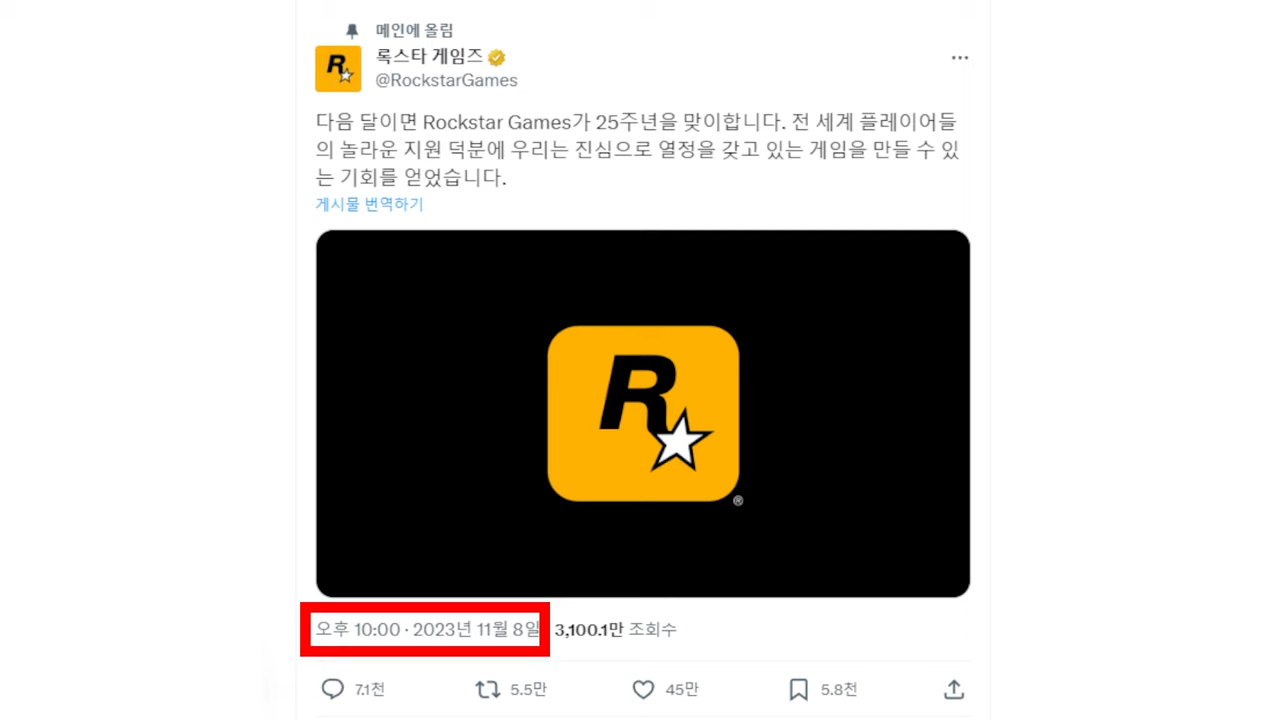 메인에 올림
록스타 게임즈
@RockstarGames
다음 달이면 Rockstar Games가 25주년을 맞이합니다. 전 세계 플레이어들
의 놀라운 지원 덕분에 우리는 진심으로 열정을 갖고 있는 게임을 만들 수 있
는 기회를 얻었습니다.
게시물 번역하기
R
R
®
오후 10:00 · 2023년 11월 8일 3,100.1만 조회수
7.1천 5.5만 45만 5.8천